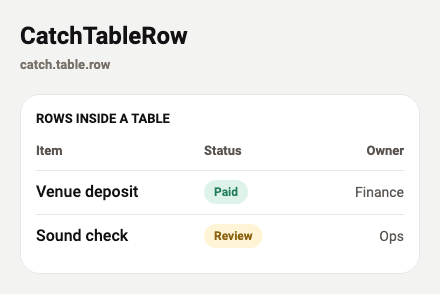 CatchTableRow
catch.table.row
ROWS INSIDE A TABLE
Item Status Owner
Venue deposit Paid Finance
Sound check Review Ops